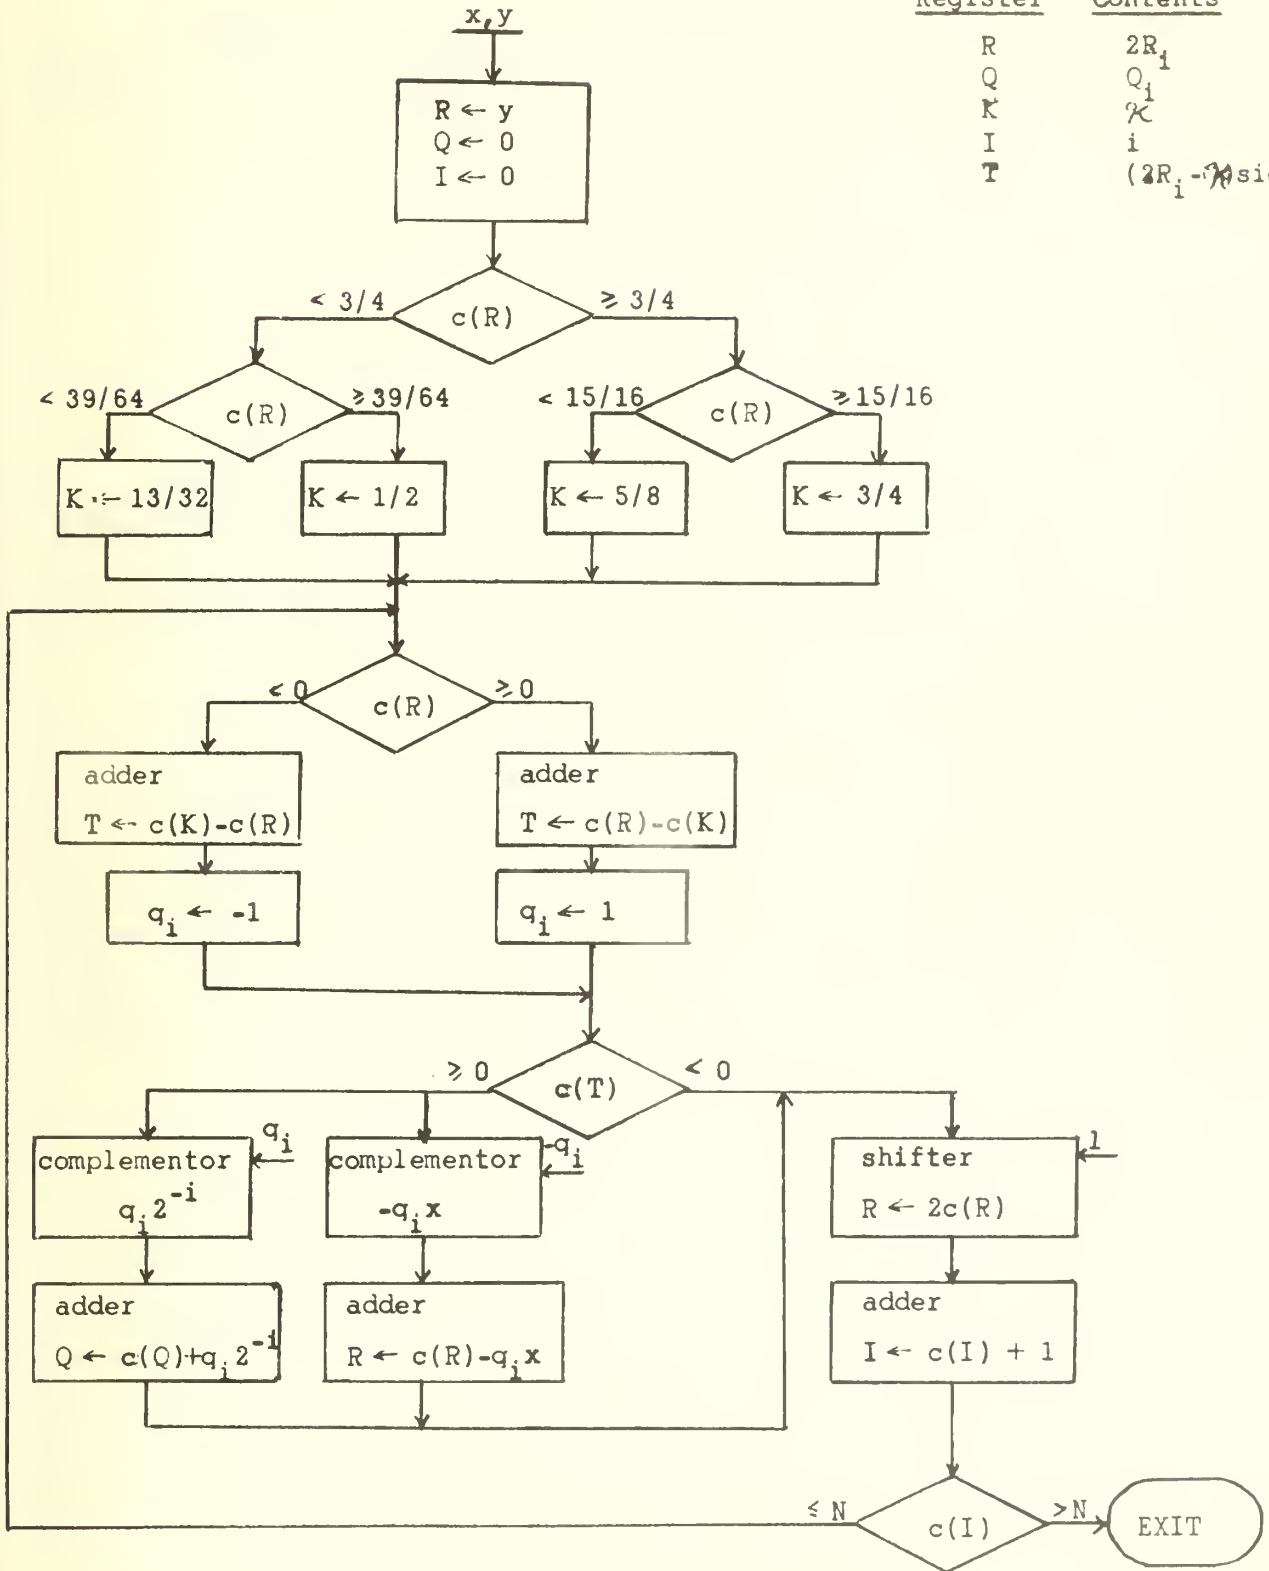 Register Contents
R 2R_i
Q Q_i
K 𝒦
I i
T (2R_i-𝒦)
x,y
R ← y
Q ← 0
I ← 0
< 3/4
c(R)
≥ 3/4
< 39/64
c(R)
≥39/64
< 15/16
c(R)
≥15/16
K ← 13/32
K ← 1/2
K ← 5/8
K ← 3/4
< 0
c(R)
≥0
adder
T ← c(K)-c(R)
adder
T ← c(R)-c(K)
q_i ← -1
q_i ← 1
≥ 0
c(T)
< 0
q_i
complementor
q_i 2^-i
-q_i
complementor
-q_i x
1
shifter
R ← 2c(R)
adder
Q ← c(Q)+q_i 2^-i
adder
R ← c(R)-q_i x
adder
I ← c(I) + 1
≤ N
c(I)
>N
EXIT